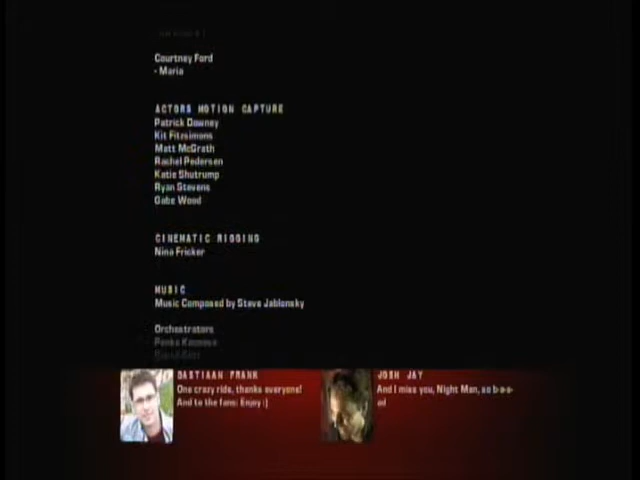 Courtney Ford
- Maria
ACTORS MOTION CAPTURE
Patrick Downey
Kit Fitzsimons
Matt McGrath
Rachel Pedersen
Katie Shutrump
Ryan Stevens
Gabe Wood
CINEMATIC RIGGING
Nina Fricker
MUSIC
Music Composed by Steve Jablonsky
Orchestrators
BASTIAAN FRANK
One crazy ride, thanks everyone!
And to the fans: Enjoy :]
JOSH JAY
And I miss you, Night Man, so b-a-a-
ad